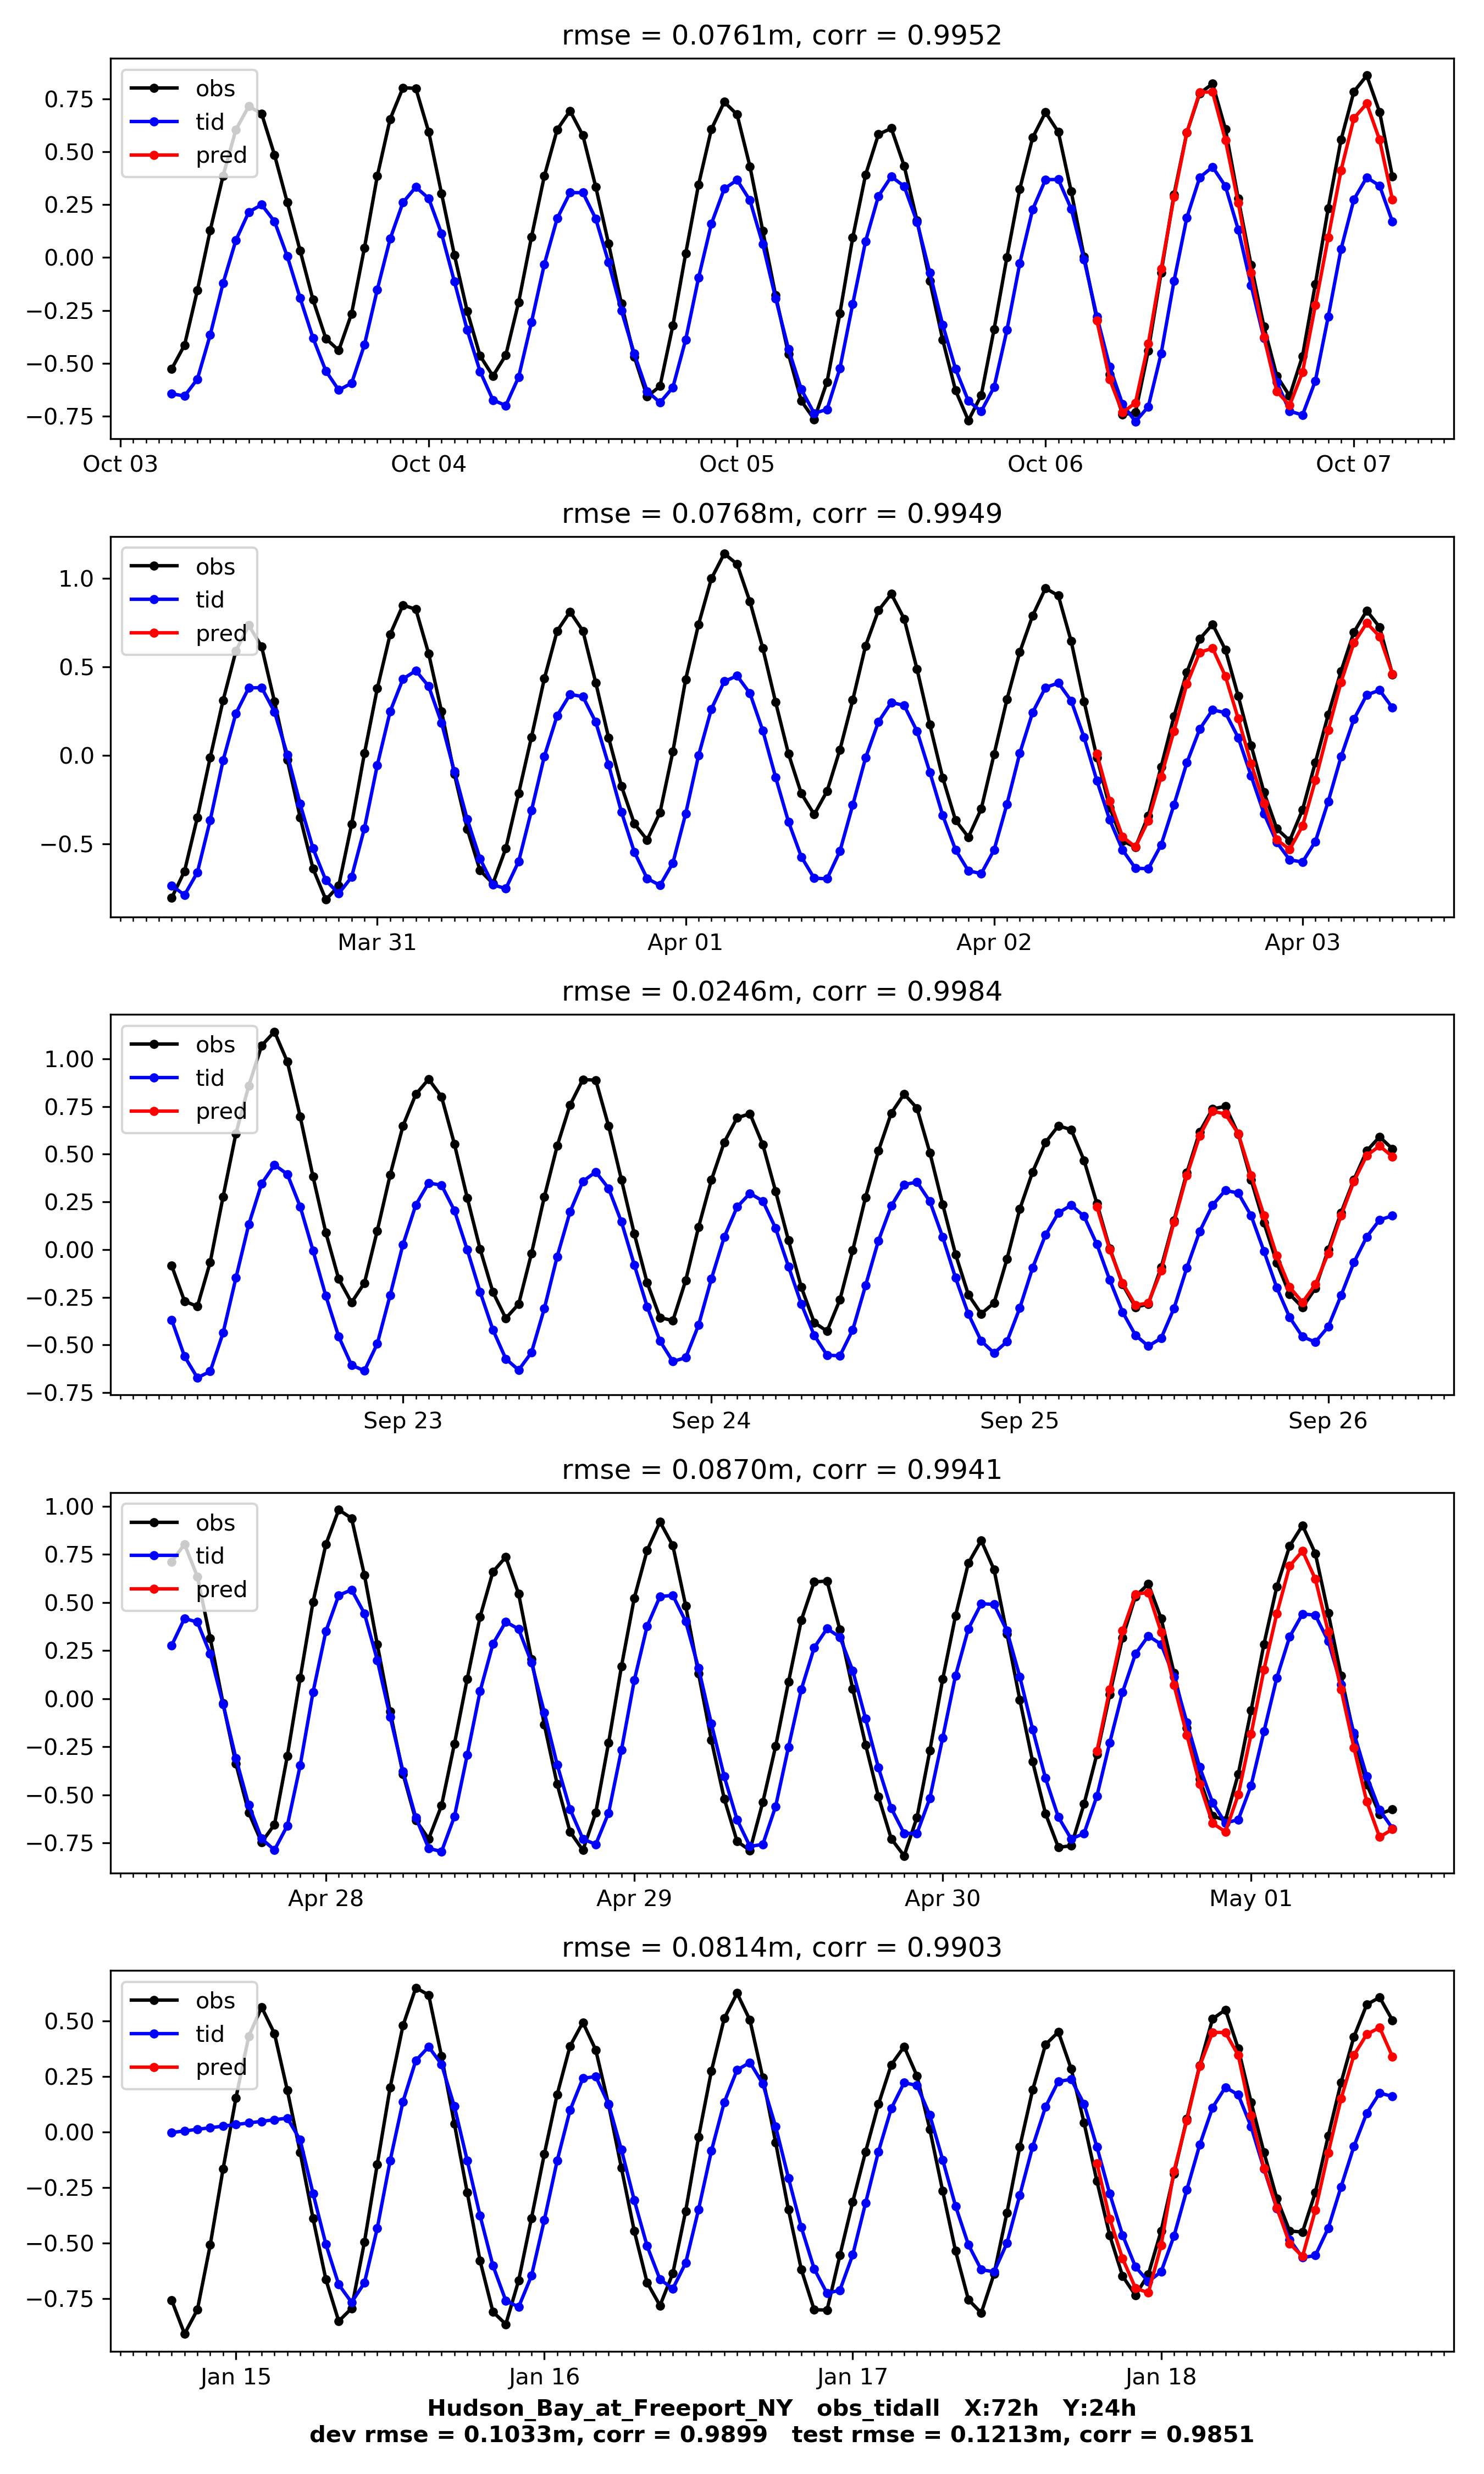 rmse = 0.0761m, corr = 0.9952
obs
tid
pred
0.75
0.50
0.25
0.00
−0.25
−0.50
−0.75
Oct 03 Oct 04 Oct 05 Oct 06 Oct 07
rmse = 0.0768m, corr = 0.9949
obs
tid
pred
1.0
0.5
0.0
−0.5
Mar 31 Apr 01 Apr 02 Apr 03
rmse = 0.0246m, corr = 0.9984
obs
tid
pred
1.00
0.75
0.50
0.25
0.00
−0.25
−0.50
−0.75
Sep 23 Sep 24 Sep 25 Sep 26
rmse = 0.0870m, corr = 0.9941
obs
tid
pred
1.00
0.75
0.50
0.25
0.00
−0.25
−0.50
−0.75
Apr 28 Apr 29 Apr 30 May 01
rmse = 0.0814m, corr = 0.9903
obs
tid
pred
0.50
0.25
0.00
−0.25
−0.50
−0.75
Jan 15 Jan 16 Jan 17 Jan 18
Hudson_Bay_at_Freeport_NY obs_tidall X:72h Y:24h
dev rmse = 0.1033m, corr = 0.9899 test rmse = 0.1213m, corr = 0.9851